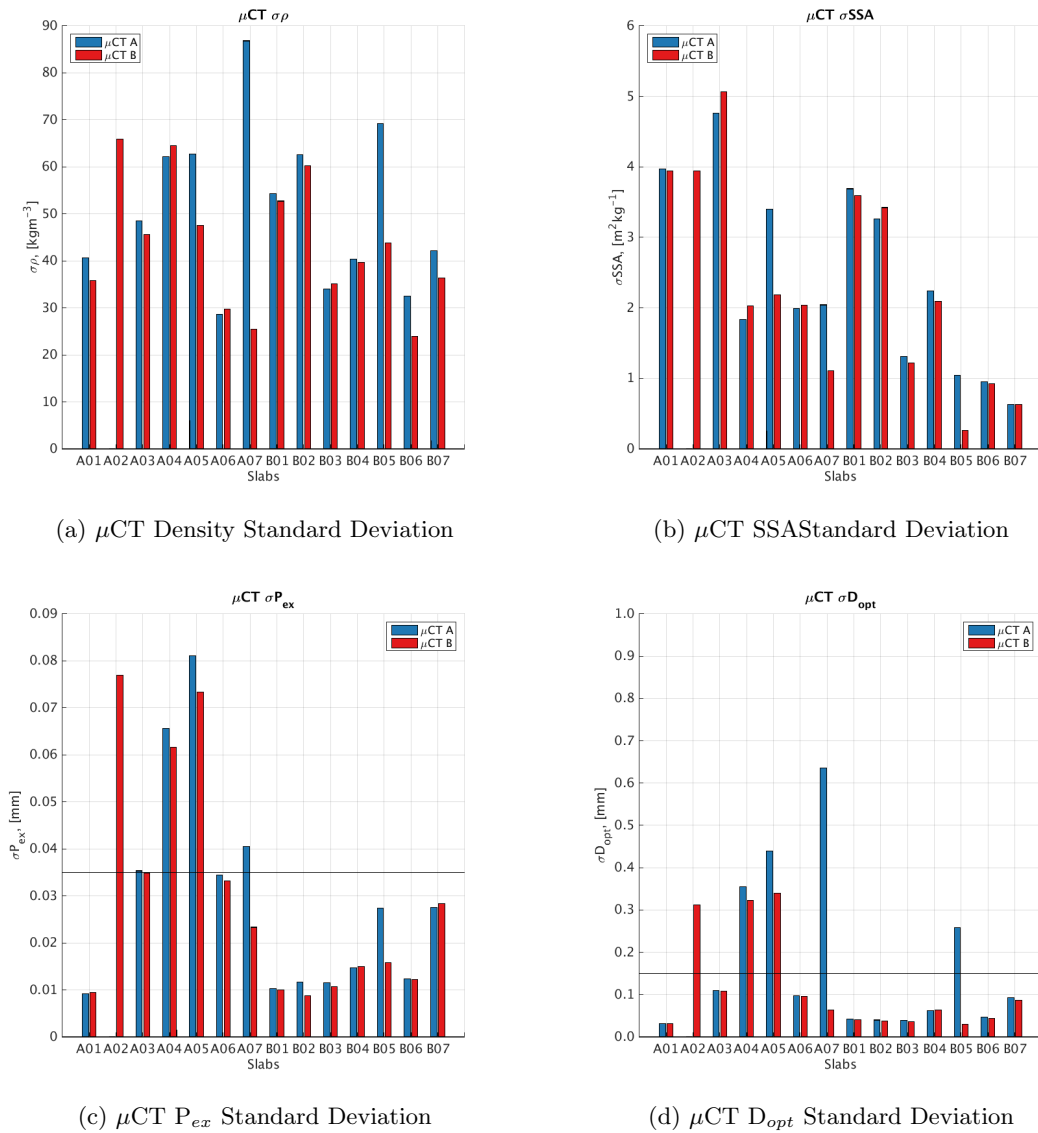 μCT σρ
μCT A
μCT B
90
80
70
60
50
40
30
20
10
0
σρ, [kgm⁻³]
A01 A02 A03 A04 A05 A06 A07 B01 B02 B03 B04 B05 B06 B07
Slabs
(a) μCT Density Standard Deviation
μCT σSSA
μCT A
μCT B
6
5
4
3
2
1
0
σSSA, [m²kg⁻¹]
A01 A02 A03 A04 A05 A06 A07 B01 B02 B03 B04 B05 B06 B07
Slabs
(b) μCT SSAStandard Deviation
μCT σPex
μCT A
μCT B
0.09
0.08
0.07
0.06
0.05
0.04
0.03
0.02
0.01
0
σPex, [mm]
A01 A02 A03 A04 A05 A06 A07 B01 B02 B03 B04 B05 B06 B07
Slabs
(c) μCT Pex Standard Deviation
μCT σDopt
μCT A
μCT B
1.0
0.9
0.8
0.7
0.6
0.5
0.4
0.3
0.2
0.1
0.0
σDopt, [mm]
A01 A02 A03 A04 A05 A06 A07 B01 B02 B03 B04 B05 B06 B07
Slabs
(d) μCT Dopt Standard Deviation